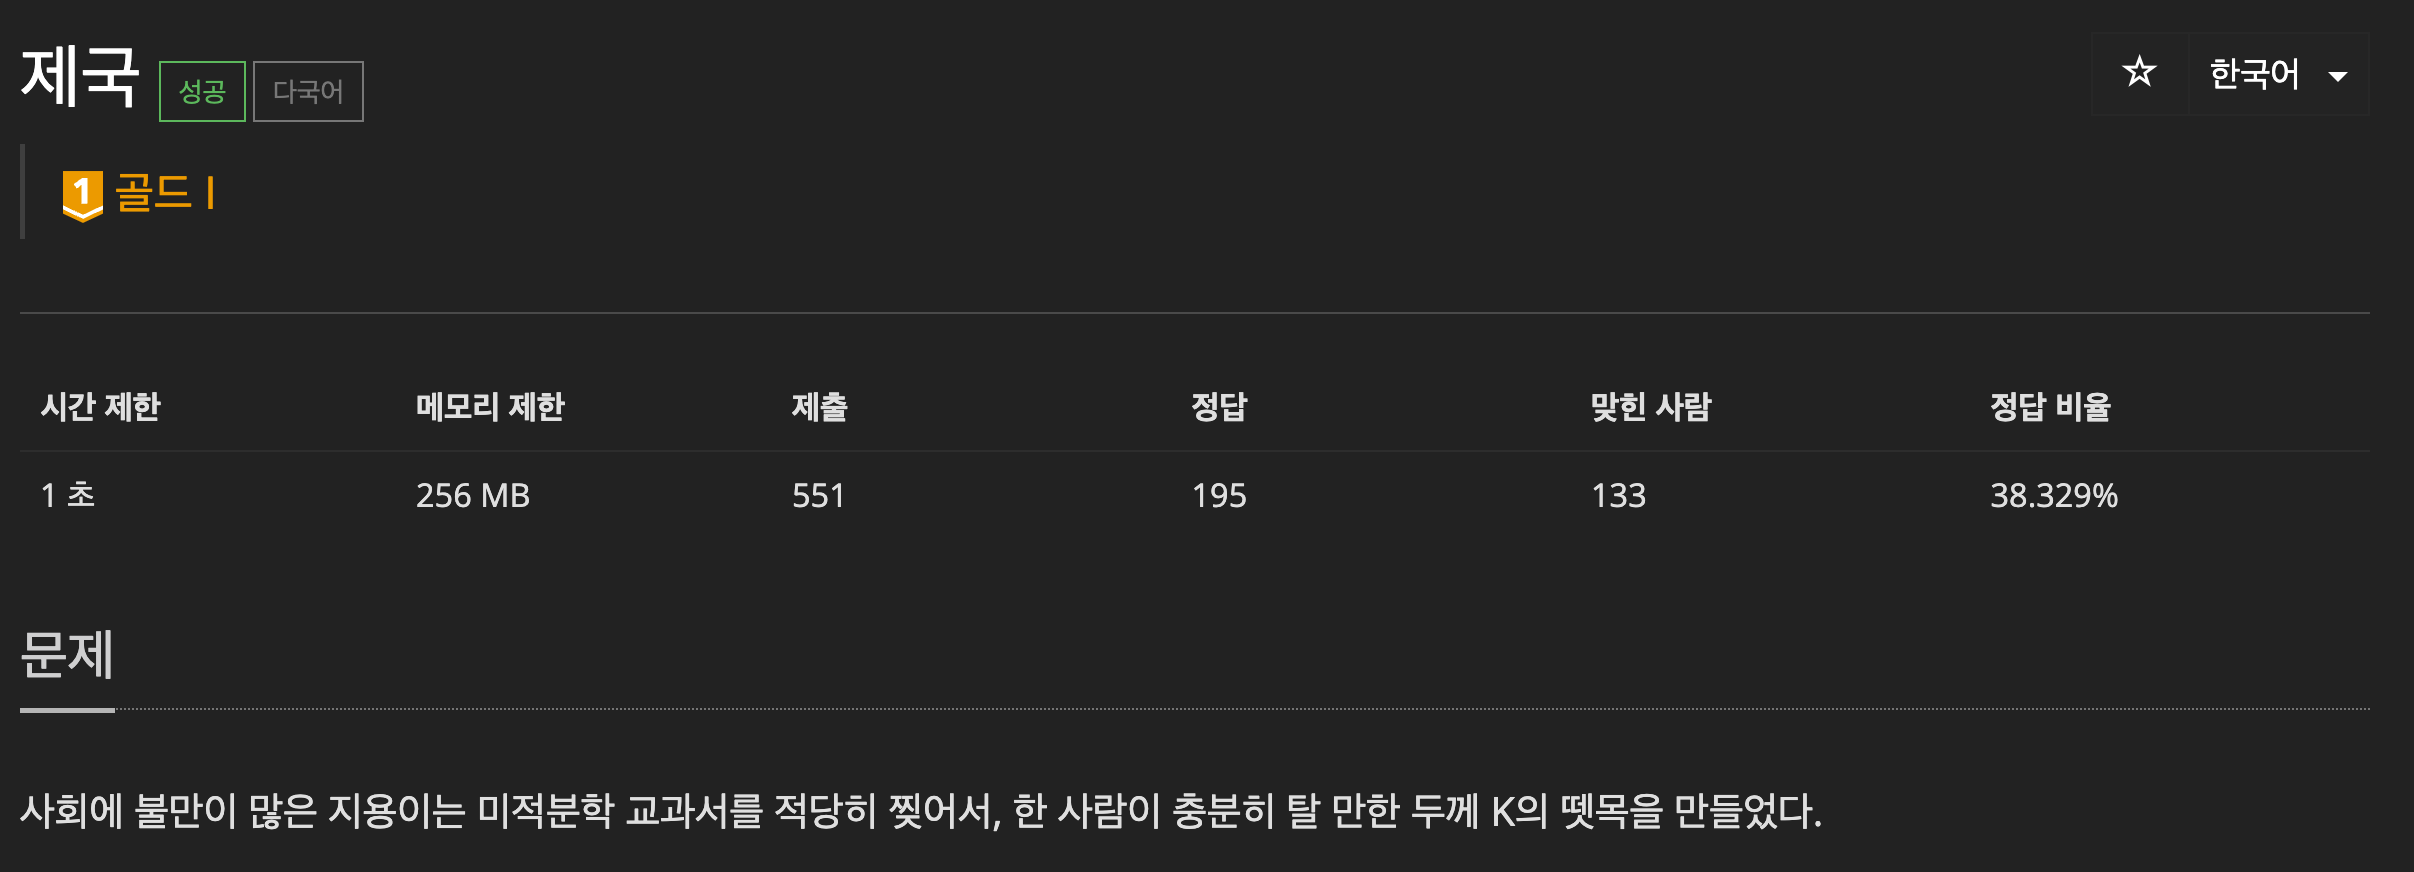 제국 성공 다국어 한국어
1 골드 I
시간 제한 메모리 제한 제출 정답 맞힌 사람 정답 비율
1 초 256 MB 551 195 133 38.329%
문제
사회에 불만이 많은 지용이는 미적분학 교과서를 적당히 찢어서, 한 사람이 충분히 탈 만한 두께 K의 뗏목을 만들었다.